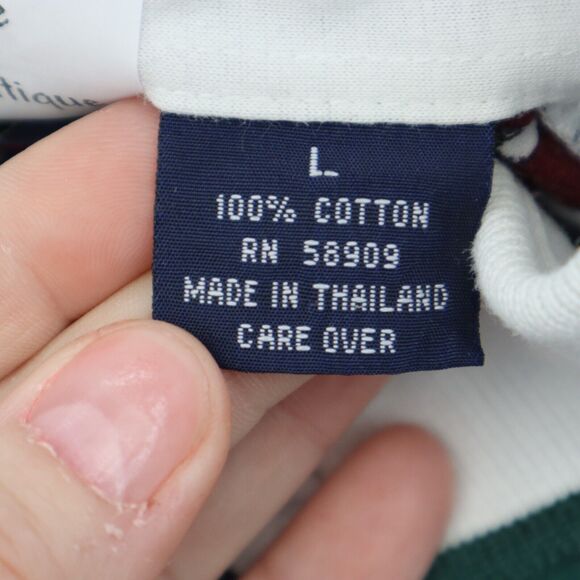 L
100% COTTON
RN 58909
MADE IN THAILAND
CARE OVER